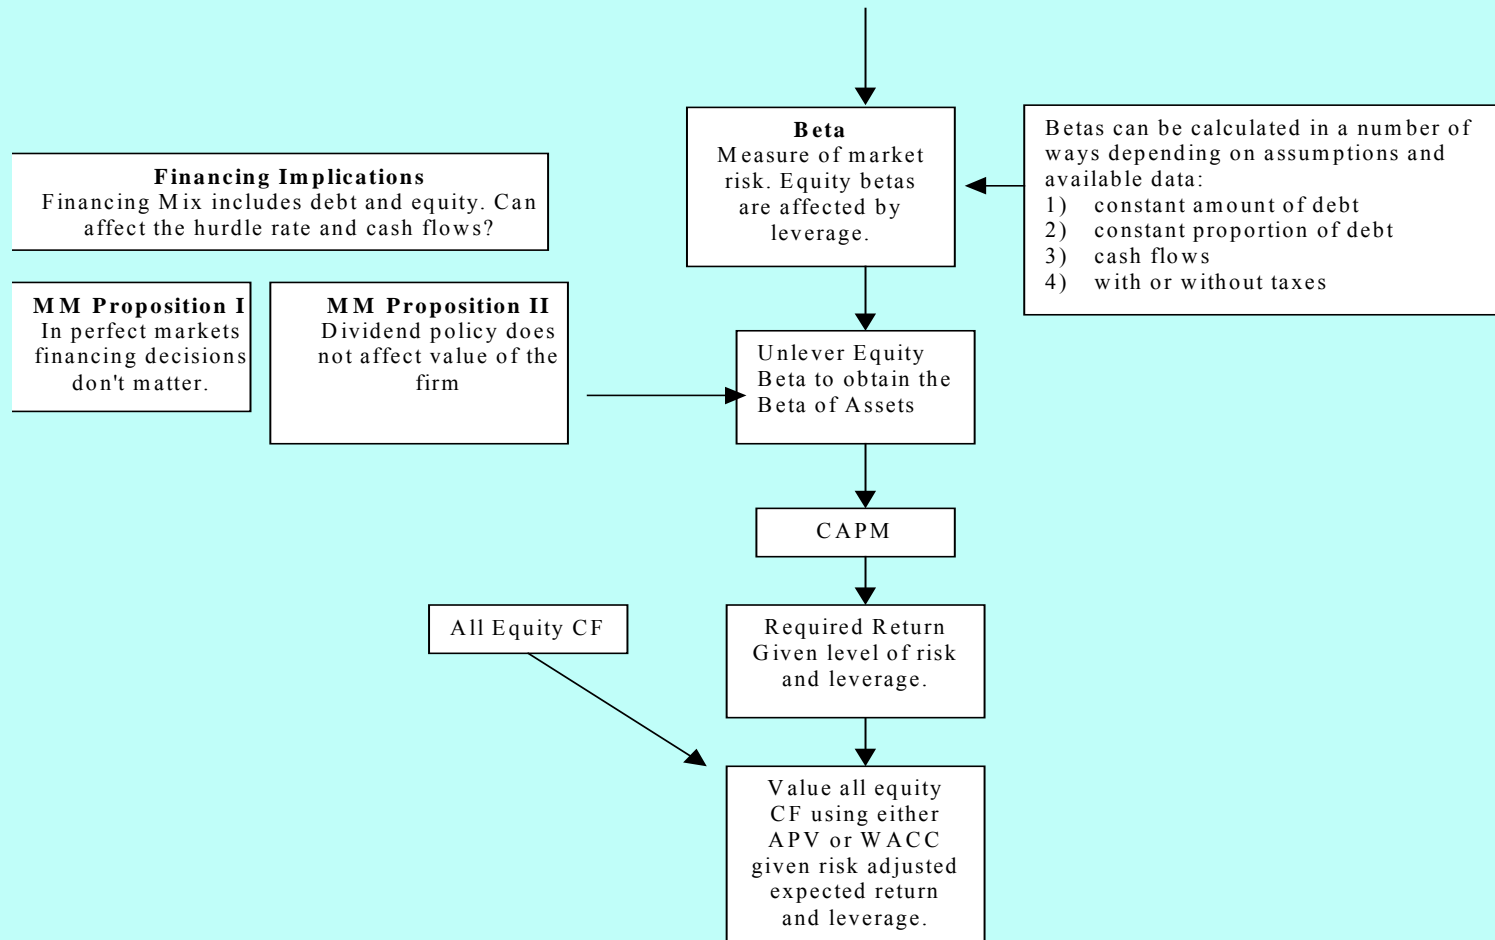 Beta
Measure of market
risk. Equity betas
are affected by
leverage.
Betas can be calculated in a number of
ways depending on assumptions and
available data:
1) constant amount of debt
2) constant proportion of debt
3) cash flows
4) with or without taxes
Financing Implications
Financing Mix includes debt and equity. Can
affect the hurdle rate and cash flows?
MM Proposition I
In perfect markets
financing decisions
don't matter.
MM Proposition II
Dividend policy does
not affect value of the
firm
Unlever Equity
Beta to obtain the
Beta of Assets
CAPM
All Equity CF
Required Return
Given level of risk
and leverage.
Value all equity
CF using either
APV or WACC
given risk adjusted
expected return
and leverage.